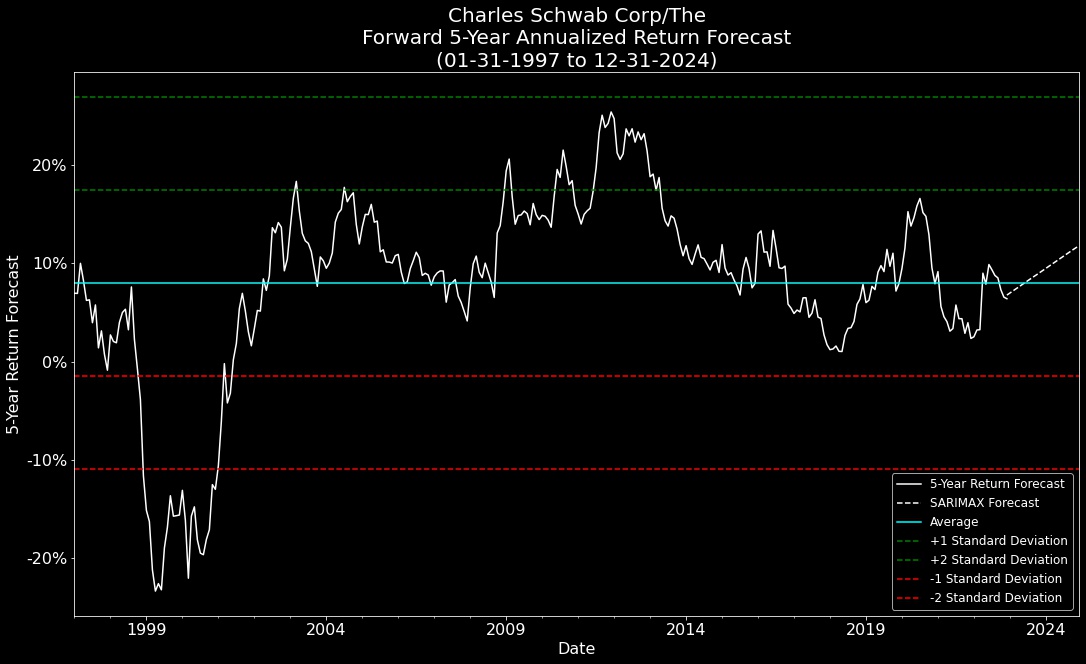 Charles Schwab Corp/The
Forward 5-Year Annualized Return Forecast
(01-31-1997 to 12-31-2024)
5-Year Return Forecast
20%
10%
0%
-10%
-20%
5-Year Return Forecast
SARIMAX Forecast
Average
+1 Standard Deviation
+2 Standard Deviation
-1 Standard Deviation
-2 Standard Deviation
1999 2004 2009 2014 2019 2024
Date